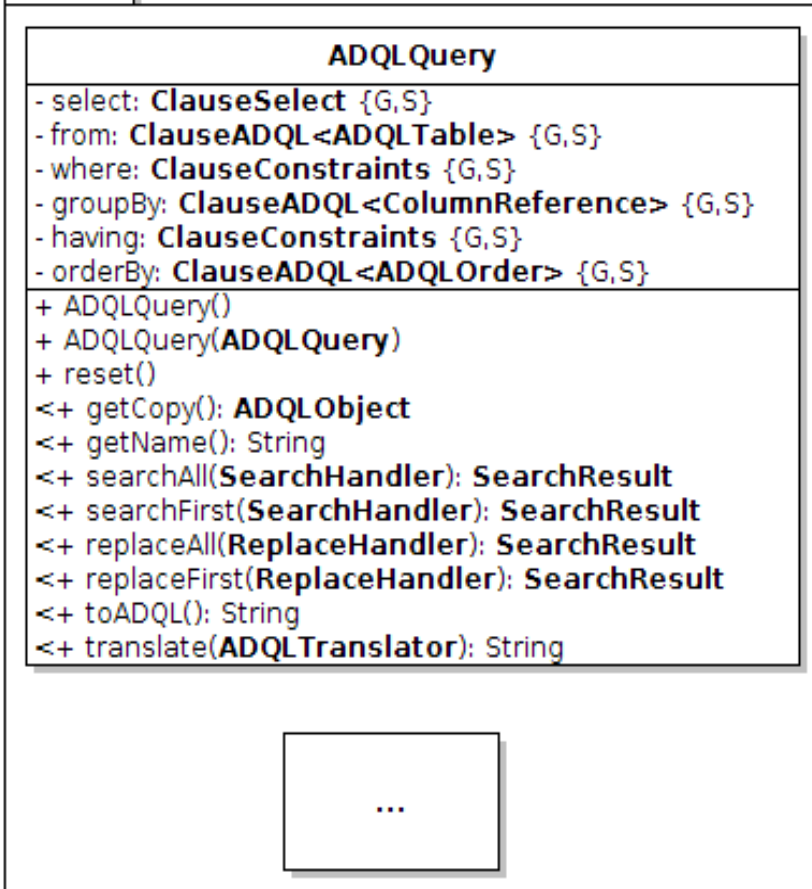 ADQLQuery
- select: ClauseSelect {G,S}
- from: ClauseADQL<ADQLTable> {G,S}
- where: ClauseConstraints {G,S}
- groupBy: ClauseADQL<ColumnReference> {G,S}
- having: ClauseConstraints {G,S}
- orderBy: ClauseADQL<ADQLOrder> {G,S}
+ ADQLQuery()
+ ADQLQuery(ADQLQuery)
+ reset()
<+ getCopy(): ADQLObject
<+ getName(): String
<+ searchAll(SearchHandler): SearchResult
<+ searchFirst(SearchHandler): SearchResult
<+ replaceAll(ReplaceHandler): SearchResult
<+ replaceFirst(ReplaceHandler): SearchResult
<+ toADQL(): String
<+ translate(ADQLTranslator): String
...